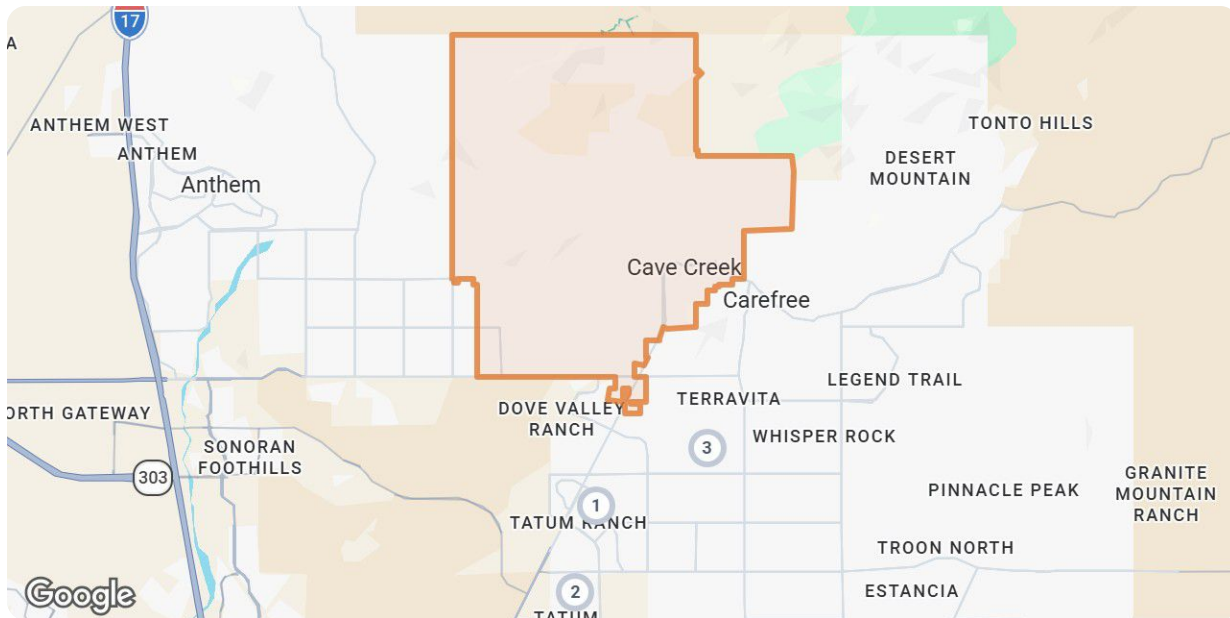 17
A
ANTHEM WEST
ANTHEM
Anthem
TONTO HILLS
DESERT
MOUNTAIN
Cave Creek
Carefree
LEGEND TRAIL
TERRAVITA
DOVE VALLEY
RANCH
ORTH GATEWAY
SONORAN
FOOTHILLS
303
WHISPER ROCK
3
PINNACLE PEAK
GRANITE
MOUNTAIN
RANCH
1
TATUM RANCH
TROON NORTH
2
ESTANCIA
TATUM
Google